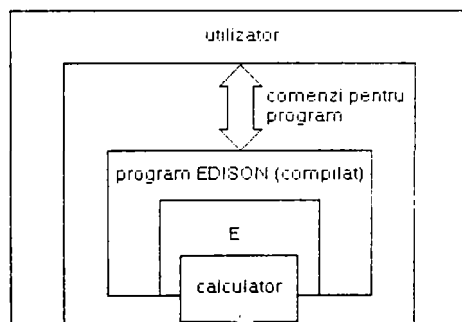 utilizator
comenzi pentru
program
program EDISON (compilat)
E
calculator